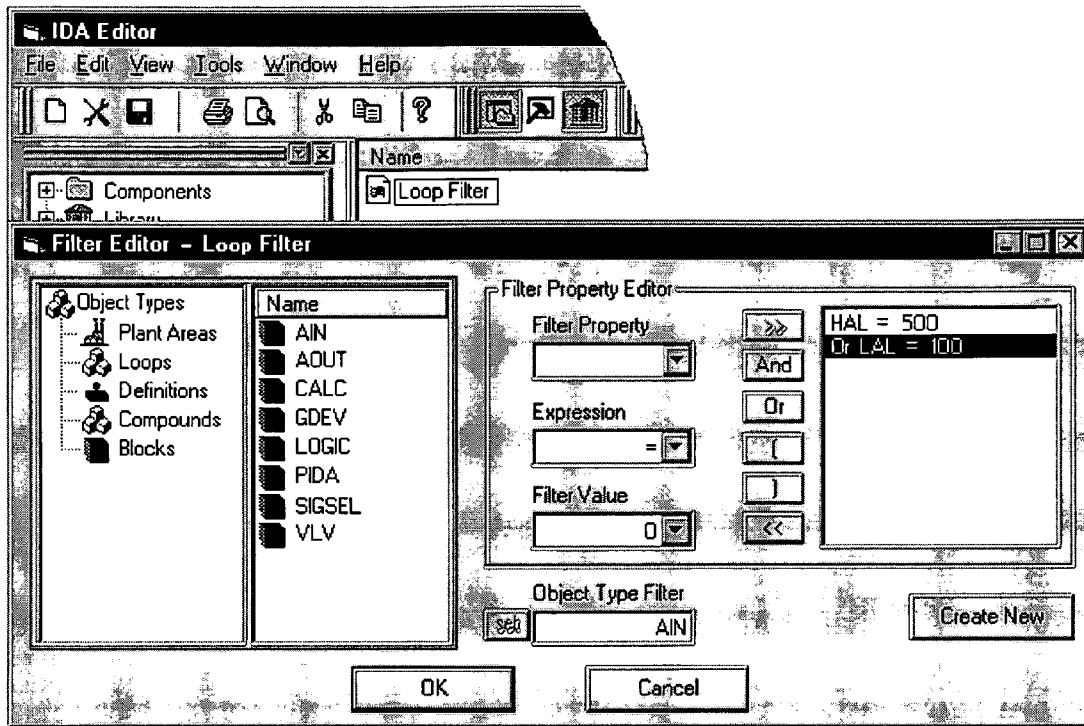 IDA Editor
File Edit View Tools Window Help
Name
Components
Loop Filter
Library
Filter Editor - Loop Filter
Object Types
Plant Areas
Loops
Definitions
Compounds
Blocks
Name
AIN
AOUT
CALC
GDEV
LOGIC
PIDA
SIGSEL
VLV
Filter Property Editor
Filter Property
Expression
=
Filter Value
0
>>
And
Or
(
)
<<
HAL = 500
Or LAL = 100
Object Type Filter
set
AIN
Create New
OK
Cancel